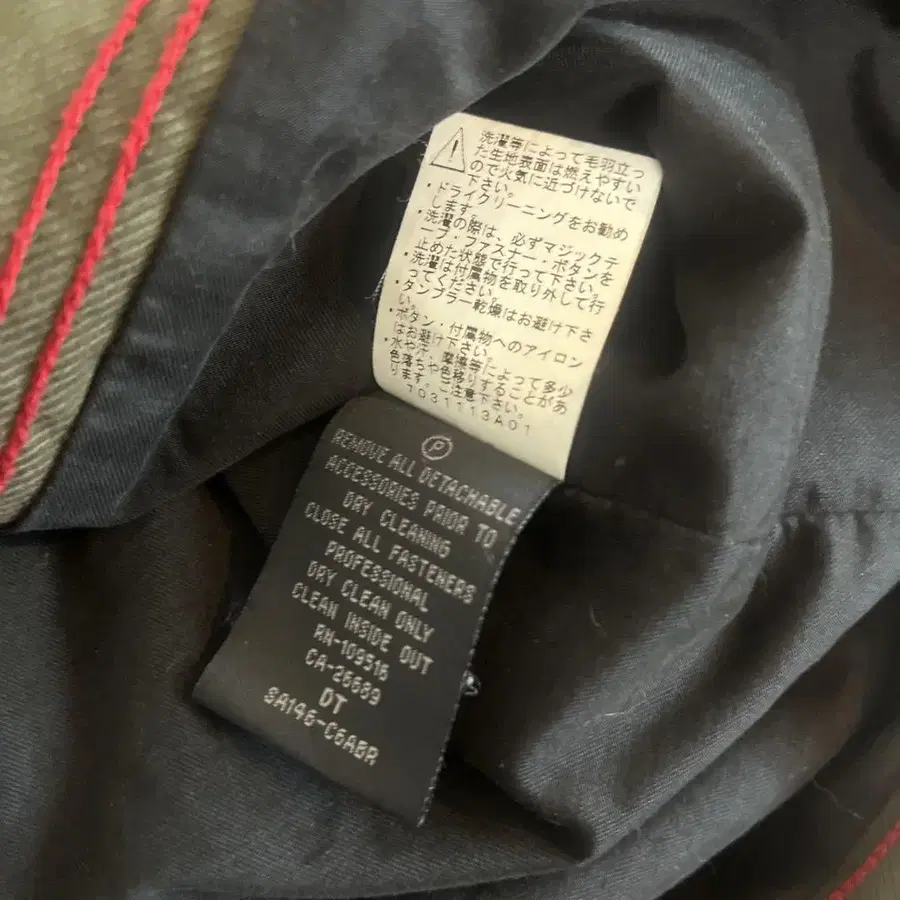 洗濯等によって毛羽立っ
た生地表面は燃えやすい
ので火気に近づけないで
下さい。
・ドライクリーニングをお勧め
します。
・洗濯の際は、必ずマジックテ
ープ・ファスナー・ボタンを
止めた状態で行って下さい。
・洗濯は付属物を取り外して行
ってください。
・タンブラー乾燥はお避け下さ
い。
・ボタン・付属物へのアイロン
はお避け下さい。
・水や汗、摩擦等によって多少
色落ちや色移りすることがあ
ります。ご注意下さい。
7031113A01
P
REMOVE ALL DETACHABLE
ACCESSORIES PRIOR TO
DRY CLEANING
CLOSE ALL FASTENERS
PROFESSIONAL
DRY CLEAN ONLY
CLEAN INSIDE OUT
RN-109516
CA-26689
DT
SA146-C6ABR